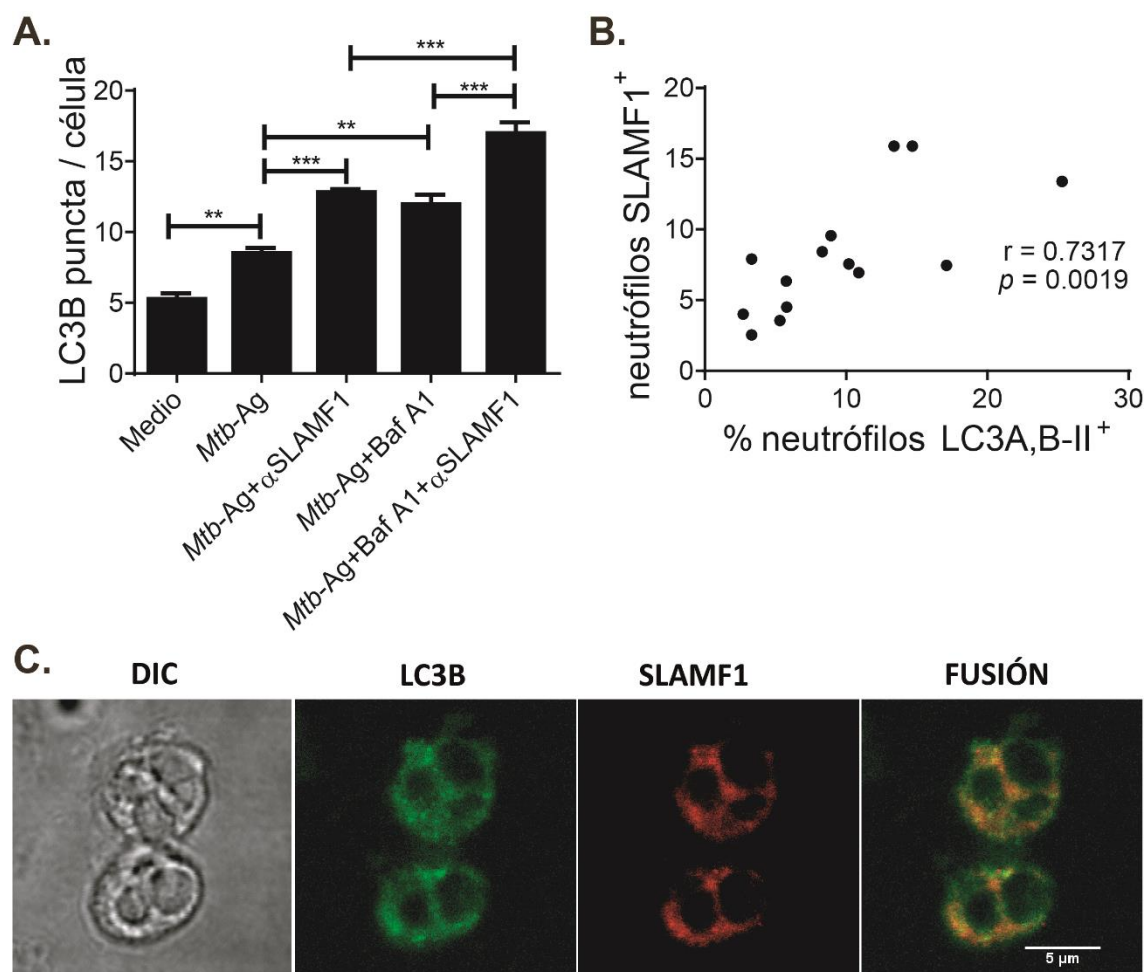 A.
LC3B puncta / célula
20
15
10
5
0
**
***
**
***
***
Medio
Mtb-Ag
Mtb-Ag+αSLAMF1
Mtb-Ag+Baf A1
Mtb-Ag+Baf A1+αSLAMF1
B.
neutrófilos SLAMF1+
20
15
10
5
0
r = 0.7317
p = 0.0019
0 10 20 30
% neutrófilos LC3A,B-II+
C.
DIC
LC3B
SLAMF1
FUSIÓN
5 µm